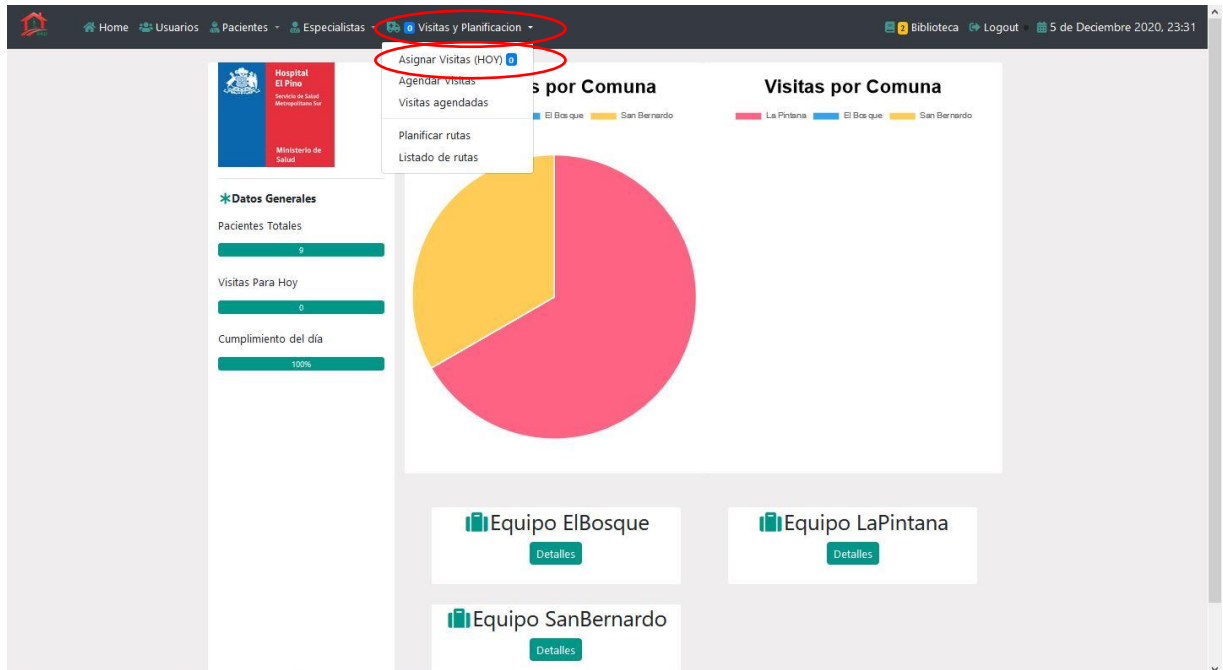 Home Usuarios Pacientes Especialistas 0 Visitas y Planificacion 2 Biblioteca Logout 5 de Deciembre 2020, 23:31
Asignar Visitas (HOY) 0
Agendar Visitas
Visitas agendadas
Planificar rutas
Listado de rutas
Hospital
El Pino
Servicio de Salud
Metropolitano Sur
Ministerio de
Salud
s por Comuna
El Bosque San Bernardo
Visitas por Comuna
La Pintana El Bosque San Bernardo
Datos Generales
Pacientes Totales
9
Visitas Para Hoy
0
Cumplimiento del día
100%
Equipo ElBosque
Detalles
Equipo LaPintana
Detalles
Equipo SanBernardo
Detalles